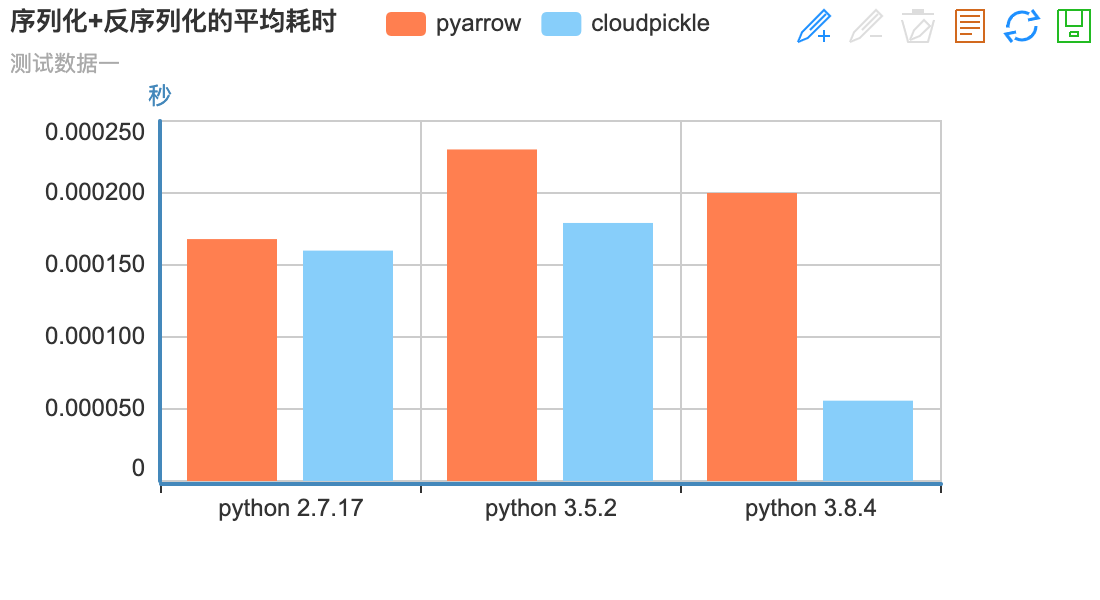 序列化+反序列化的平均耗时
pyarrow
cloudpickle
测试数据一
秒
0.000250
0.000200
0.000150
0.000100
0.000050
0
python 2.7.17
python 3.5.2
python 3.8.4